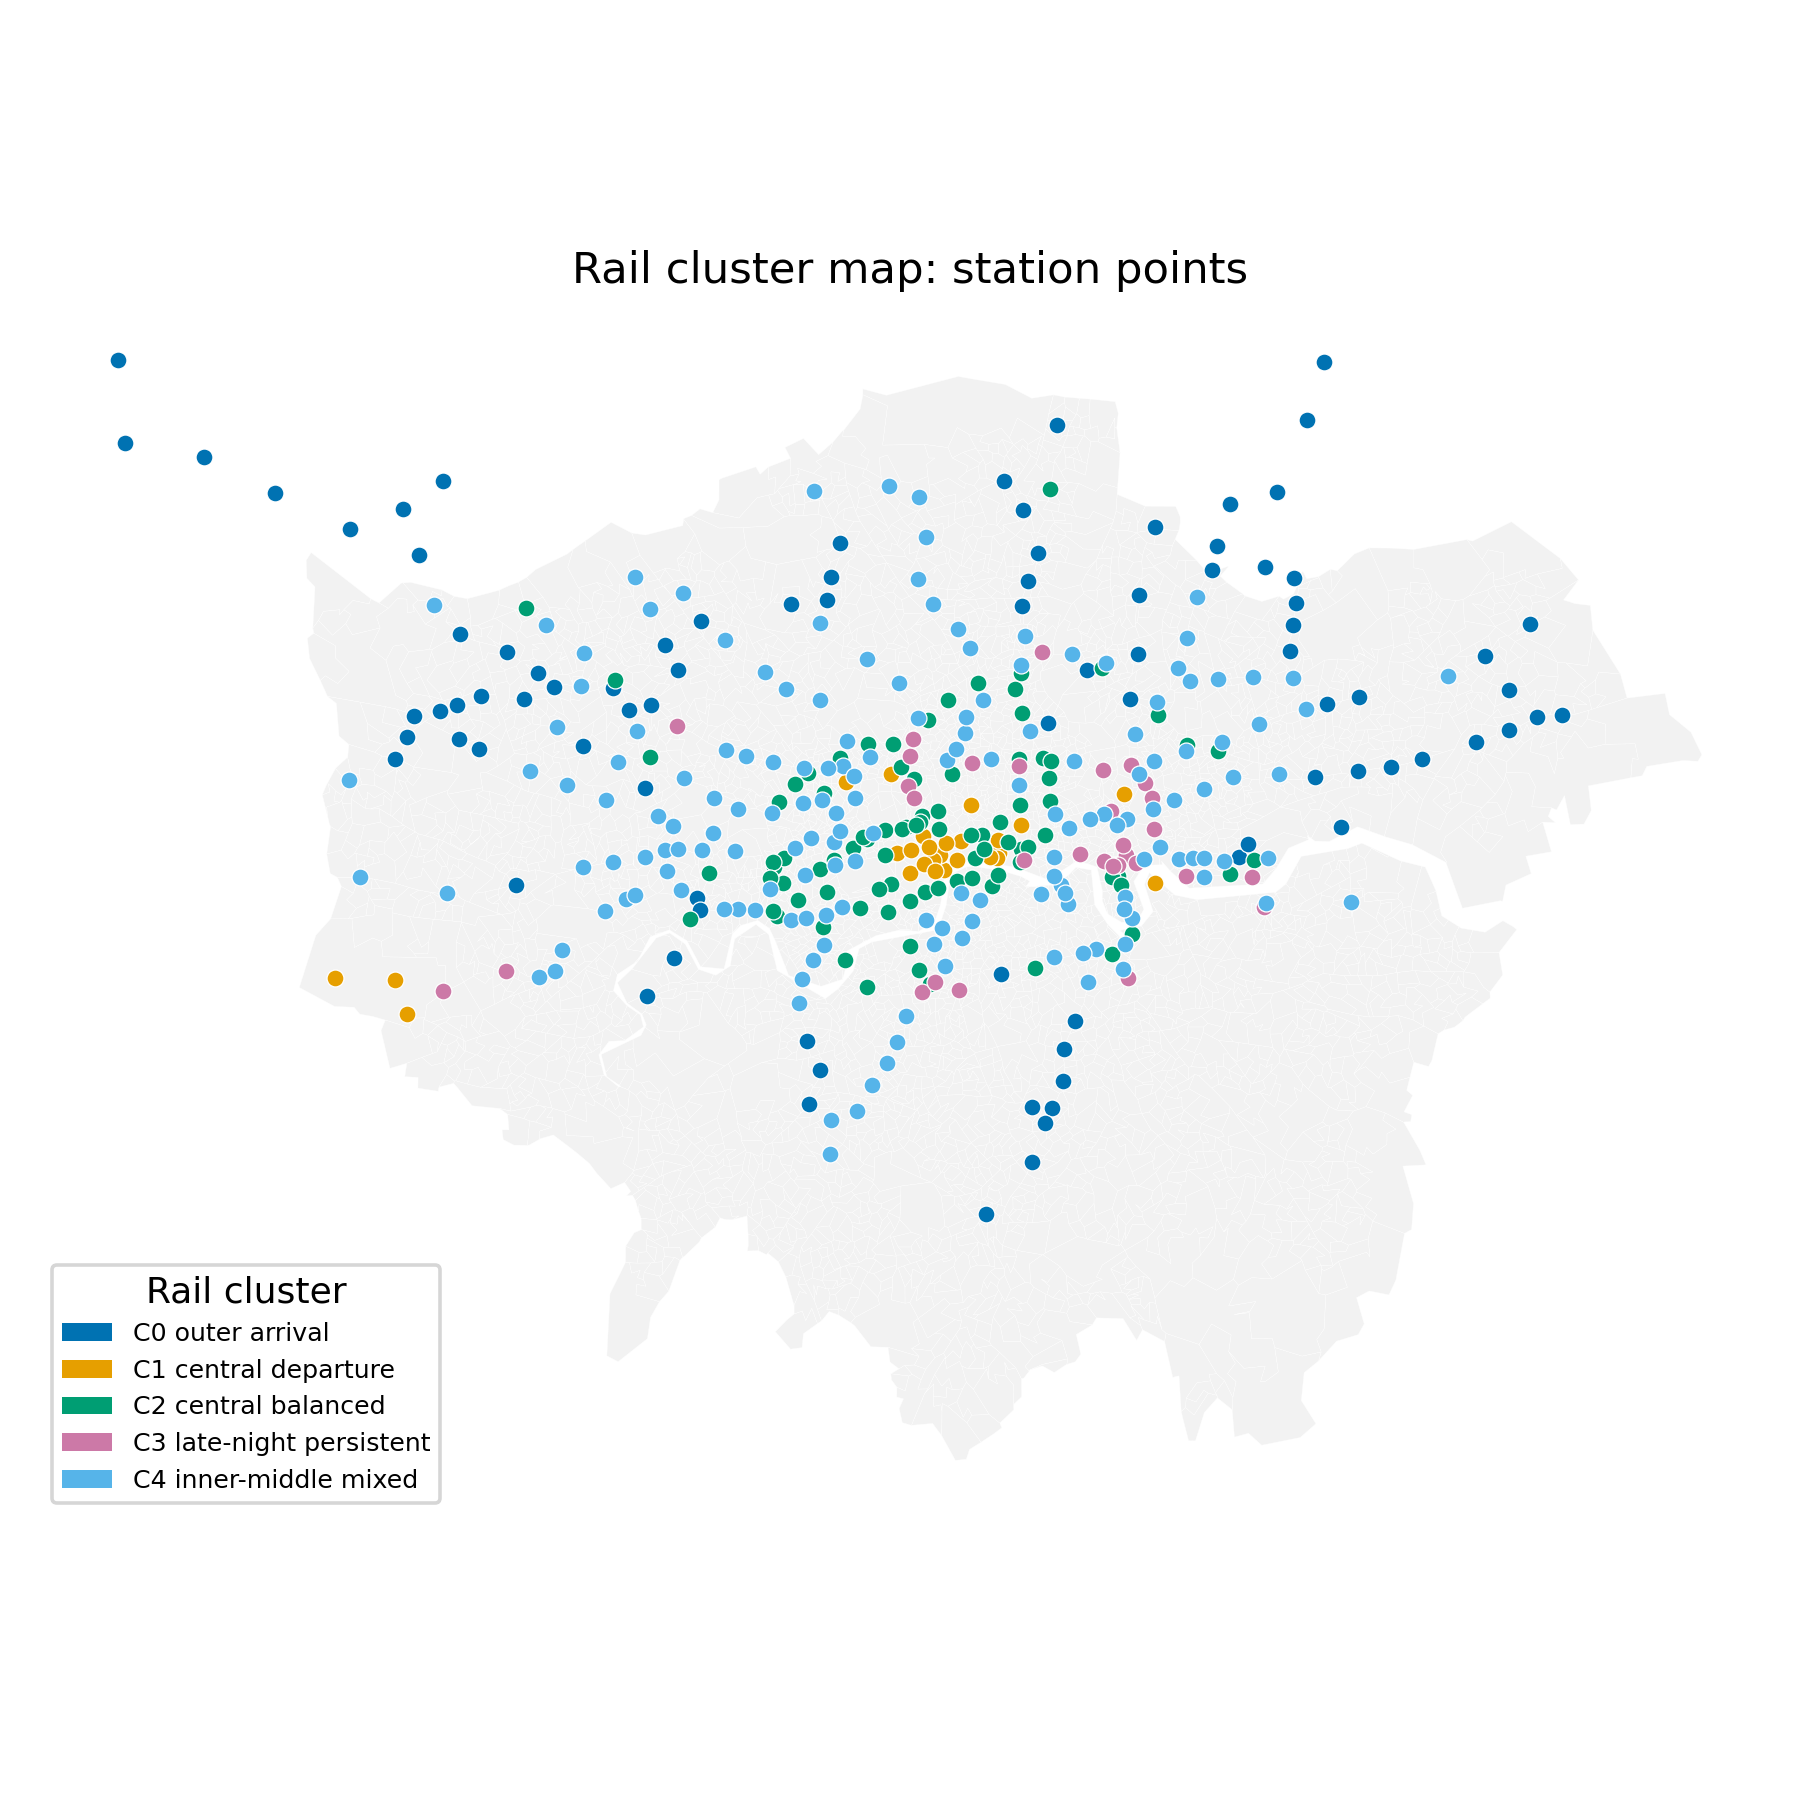 Rail cluster map: station points
Rail cluster
C0 outer arrival
C1 central departure
C2 central balanced
C3 late-night persistent
C4 inner-middle mixed